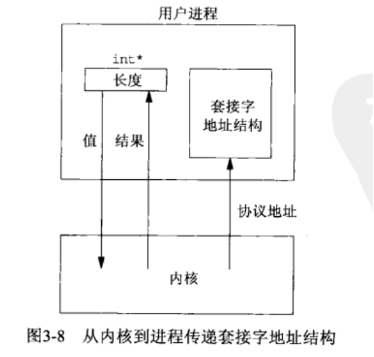 用户进程
int*
长度
套接字
地址结构
值
结果
协议地址
内核
图3-8 从内核到进程传递套接字地址结构